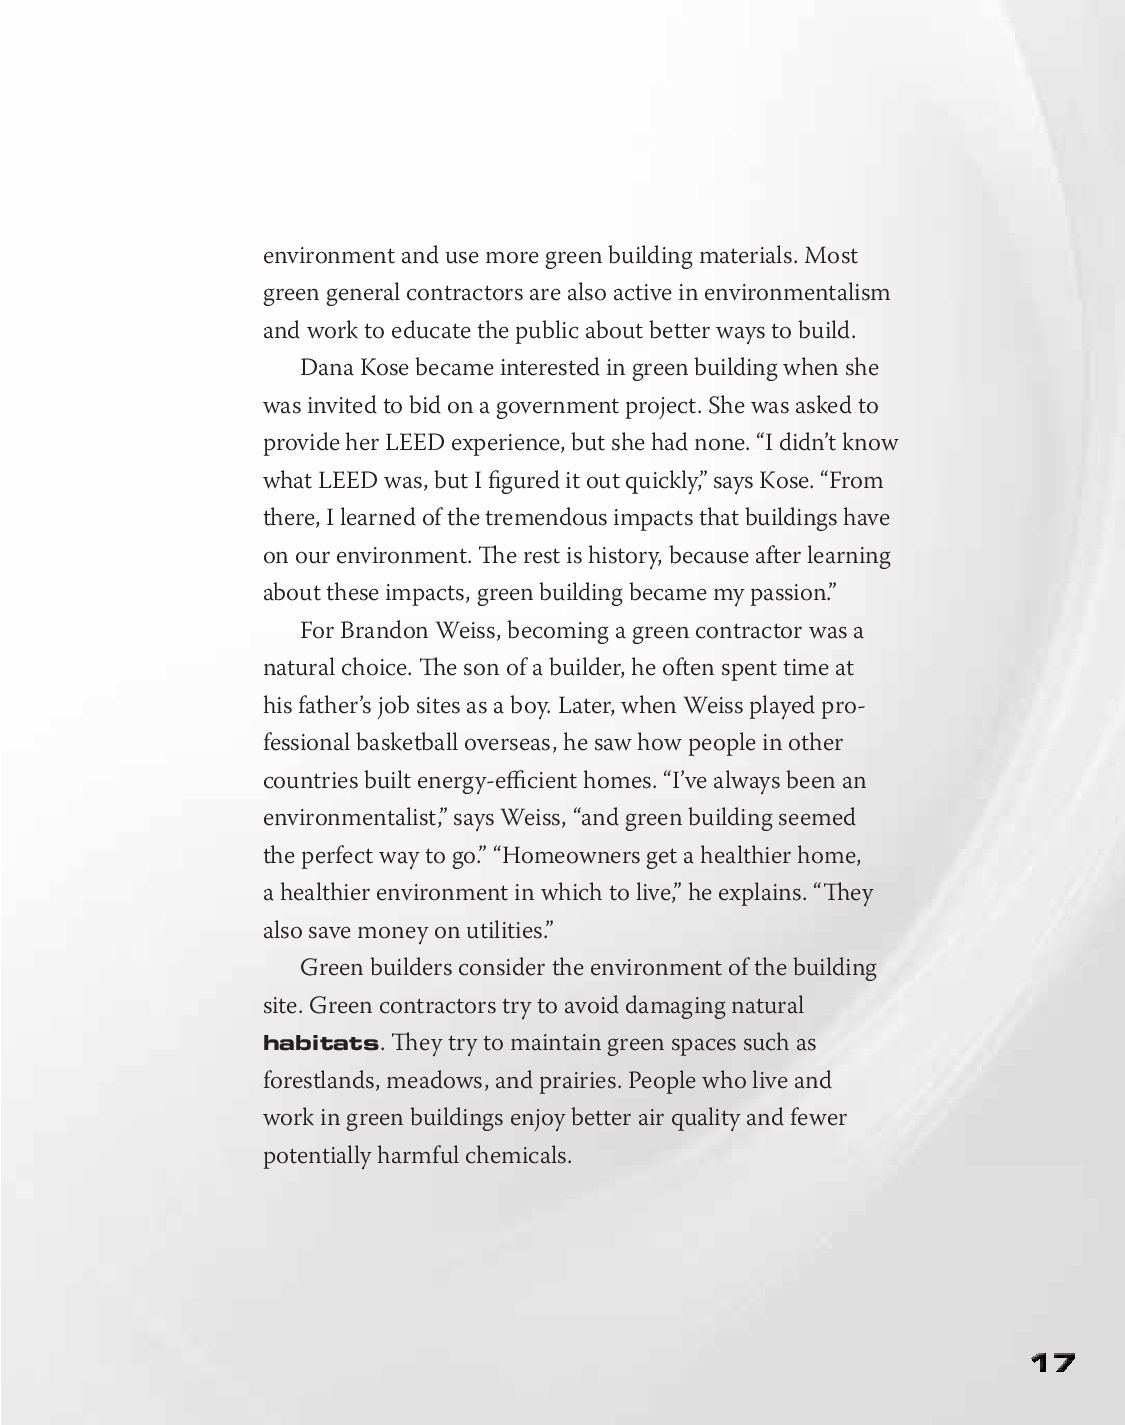 environment and use more green building materials. Most
green general contractors are also active in environmentalism
and work to educate the public about better ways to build.
Dana Kose became interested in green building when she
was invited to bid on a government project. She was asked to
provide her LEED experience, but she had none. “I didn’t know
what LEED was, but I figured it out quickly,” says Kose. “From
there, I learned of the tremendous impacts that buildings have
on our environment. The rest is history, because after learning
about these impacts, green building became my passion.”
For Brandon Weiss, becoming a green contractor was a
natural choice. The son of a builder, he often spent time at
his father’s job sites as a boy. Later, when Weiss played pro-
fessional basketball overseas, he saw how people in other
countries built energy-efficient homes. “I’ve always been an
environmentalist,” says Weiss, “and green building seemed
the perfect way to go.” “Homeowners get a healthier home,
a healthier environment in which to live,” he explains. “They
also save money on utilities.”
Green builders consider the environment of the building
site. Green contractors try to avoid damaging natural
habitats. They try to maintain green spaces such as
forestlands, meadows, and prairies. People who live and
work in green buildings enjoy better air quality and fewer
potentially harmful chemicals.
17